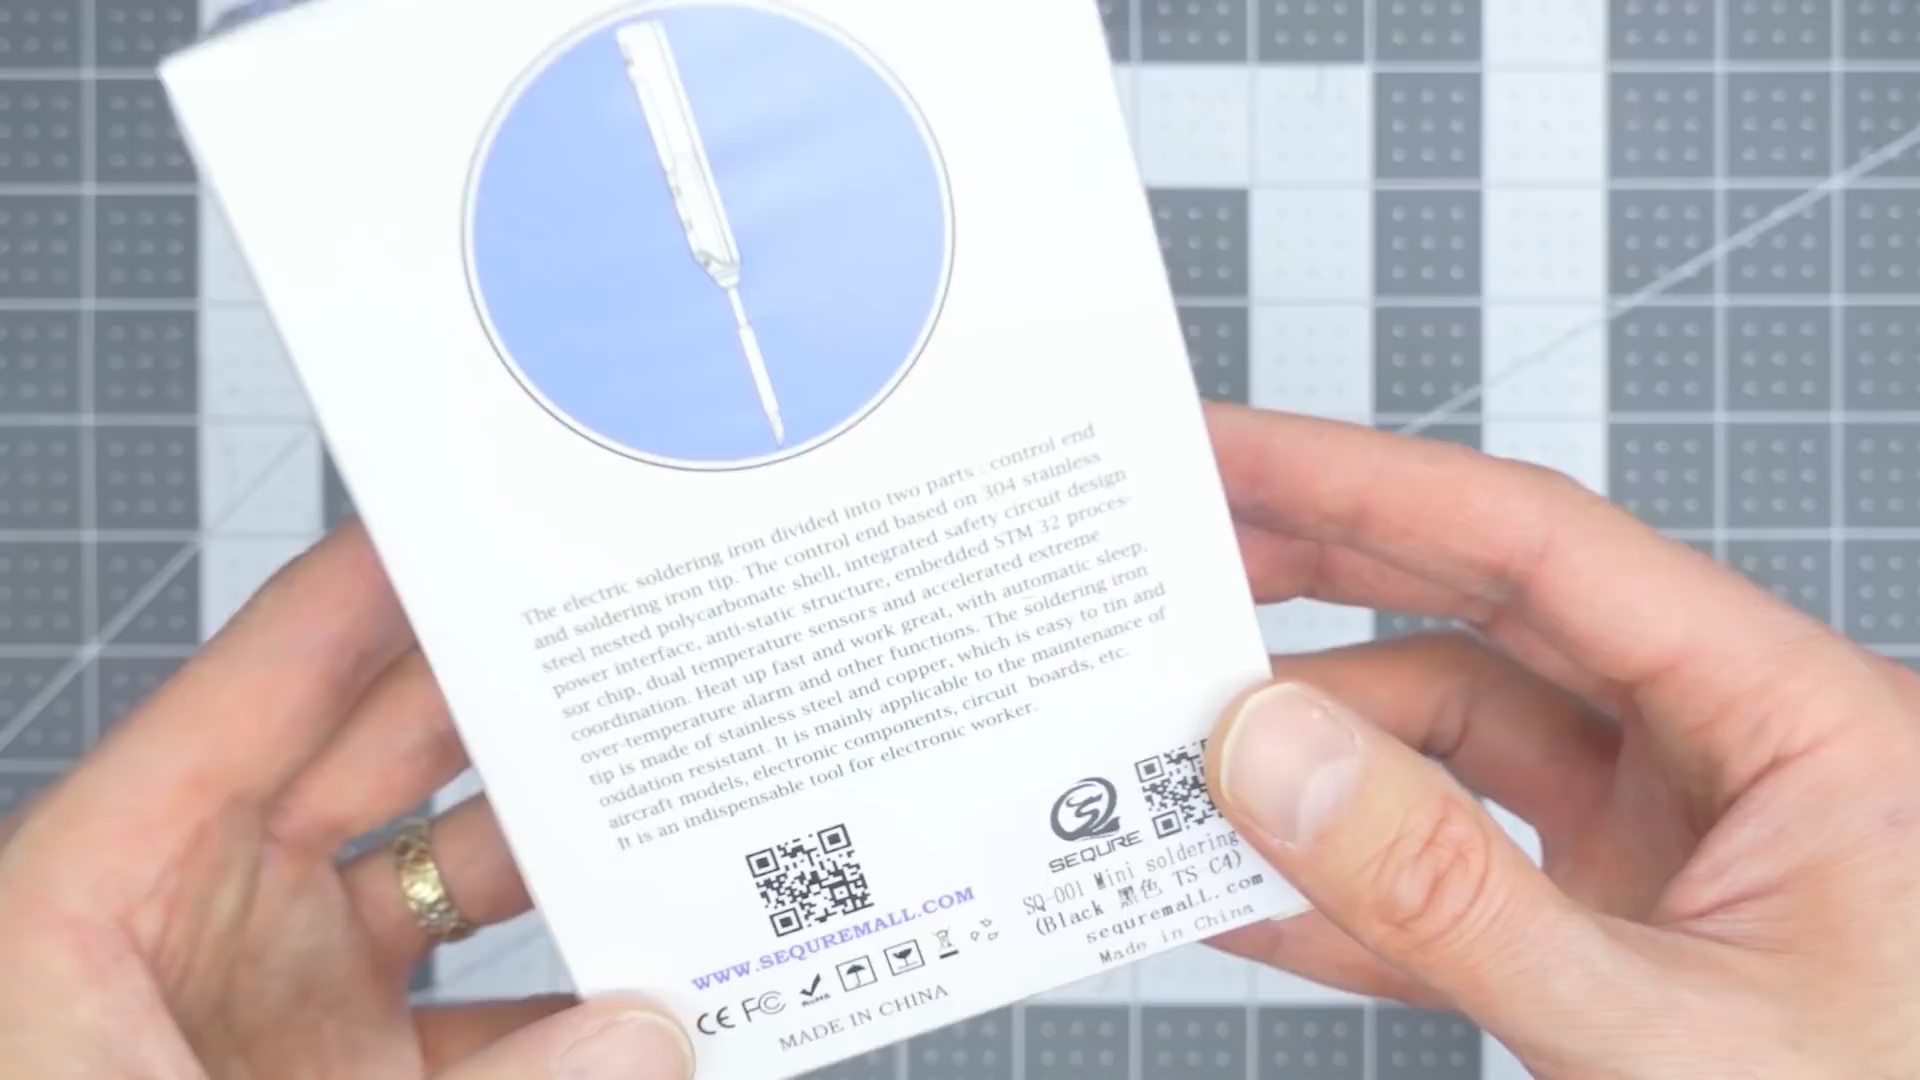 The electric soldering iron divided into two parts : control end
and soldering iron tip. The control end based on 304 stainless
steel nested polycarbonate shell, integrated safety circuit design
power interface, anti-static structure, embedded STM 32 proces-
sor chip, dual temperature sensors and accelerated extreme
coordination. Heat up fast and work great, with automatic sleep,
over-temperature alarm and other functions. The soldering iron
tip is made of stainless steel and copper, which is easy to tin and
oxidation resistant. It is mainly applicable to the maintenance of
aircraft models, electronic components, circuit boards, etc.
It is an indispensable tool for electronic worker.
WWW.SEQUREMALL.COM
CE FC RoHS
MADE IN CHINA
SEQURE
SQ-001 Mini soldering
(Black 黑色 TS C4)
sequremall.com
Made in China